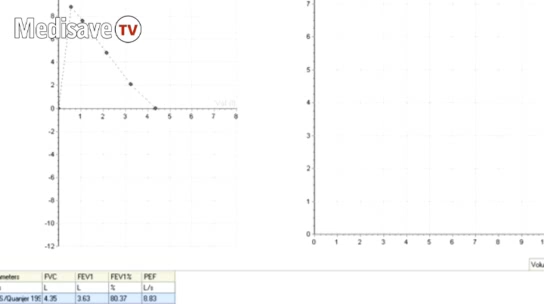 8
Medisave TV
4
2
0
-2
-4
-6
-8
-10
-12
1 2 3 4 5 6 7 8
Vol (l)
7
6
5
4
3
2
1
0
0 1 2 3 4 5 6 7 8 9
FVC FEV1 FEV1% PEF
L L % L/s
4.35 3.63 80.37 8.83